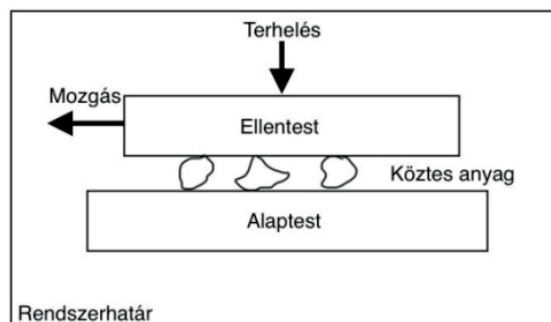 Terhelés
Mozgás
Ellentest
Köztes anyag
Alaptest
Rendszerhatár